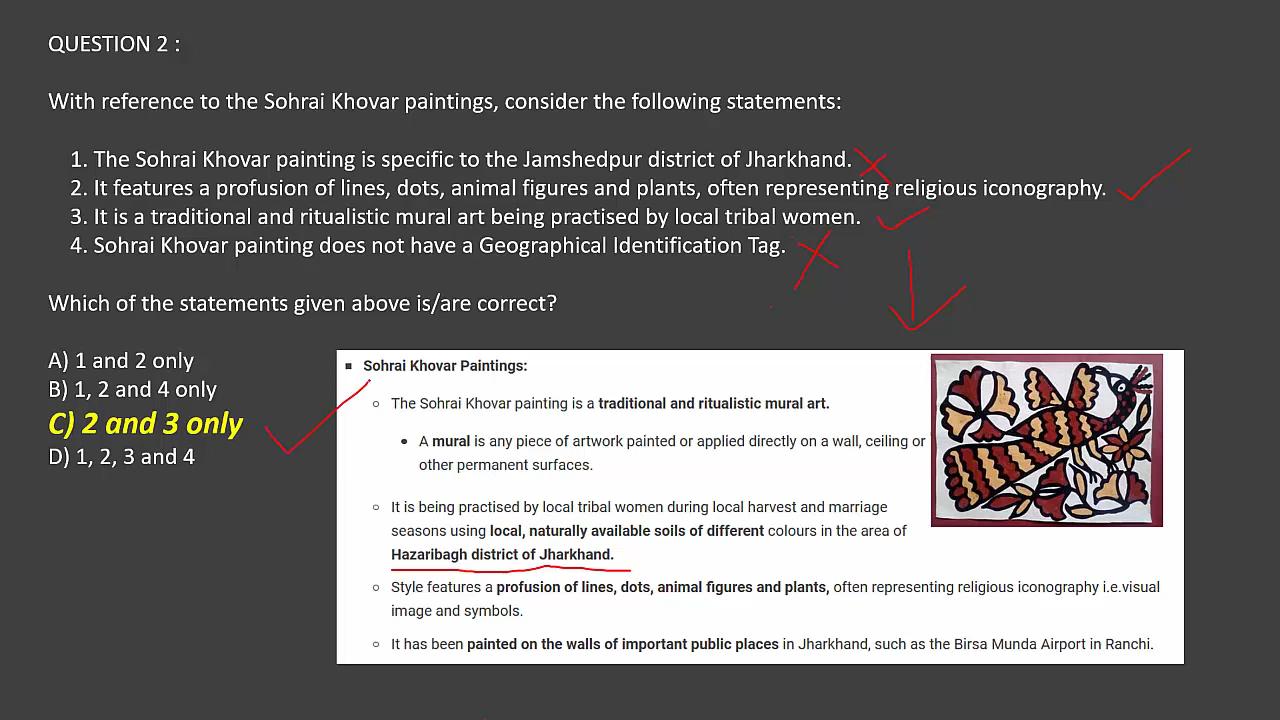 QUESTION 2 :
With reference to the Sohrai Khovar paintings, consider the following statements:
1. The Sohrai Khovar painting is specific to the Jamshedpur district of Jharkhand.
2. It features a profusion of lines, dots, animal figures and plants, often representing religious iconography.
3. It is a traditional and ritualistic mural art being practised by local tribal women.
4. Sohrai Khovar painting does not have a Geographical Identification Tag.
Which of the statements given above is/are correct?
A) 1 and 2 only
B) 1, 2 and 4 only
C) 2 and 3 only
D) 1, 2, 3 and 4
Sohrai Khovar Paintings:
The Sohrai Khovar painting is a traditional and ritualistic mural art.
A mural is any piece of artwork painted or applied directly on a wall, ceiling or
other permanent surfaces.
It is being practised by local tribal women during local harvest and marriage
seasons using local, naturally available soils of different colours in the area of
Hazaribagh district of Jharkhand.
Style features a profusion of lines, dots, animal figures and plants, often representing religious iconography i.e.visual
image and symbols.
It has been painted on the walls of important public places in Jharkhand, such as the Birsa Munda Airport in Ranchi.